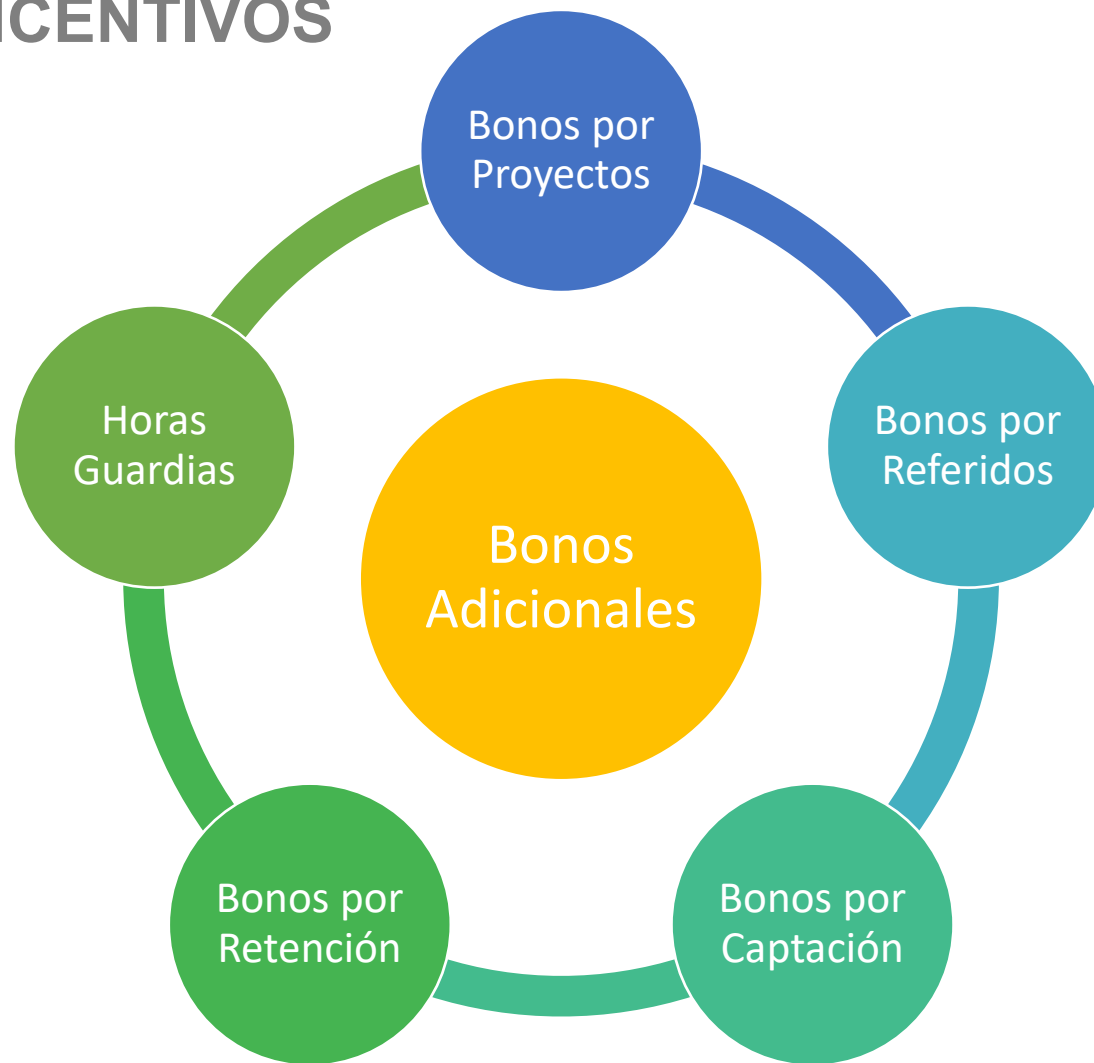 ICENTIVOS
Bonos por
Proyectos
Bonos por
Referidos
Bonos por
Captación
Bonos por
Retención
Horas
Guardias
Bonos
Adicionales